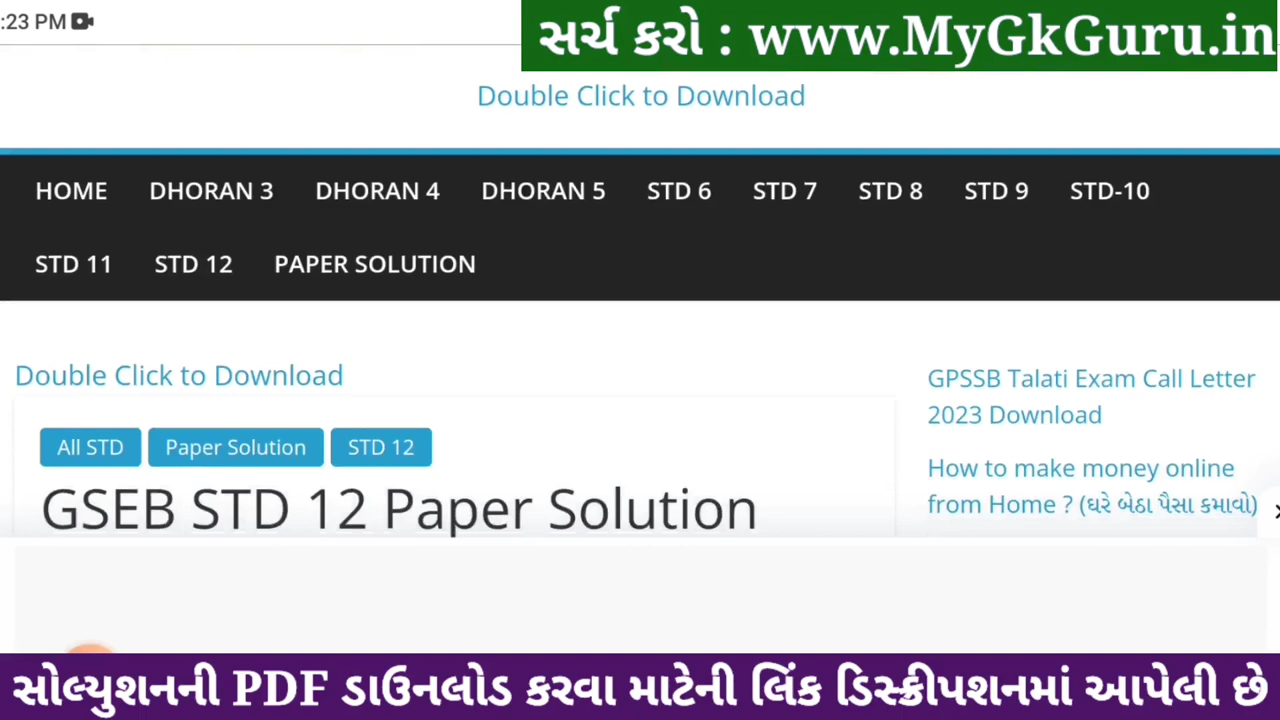 :23 PM
સર્ચ કરો : www.MyGkGuru.in
Double Click to Download
HOME DHORAN 3 DHORAN 4 DHORAN 5 STD 6 STD 7 STD 8 STD 9 STD-10
STD 11 STD 12 PAPER SOLUTION
Double Click to Download
All STD Paper Solution STD 12
GSEB STD 12 Paper Solution
GPSSB Talati Exam Call Letter
2023 Download
How to make money online
from Home ? (ઘરે બેઠા પૈસા કમાવો)
સોલ્યુશનની PDF ડાઉનલોડ કરવા માટેની લિંક ડિસ્ક્રીપશનમાં આપેલી છે